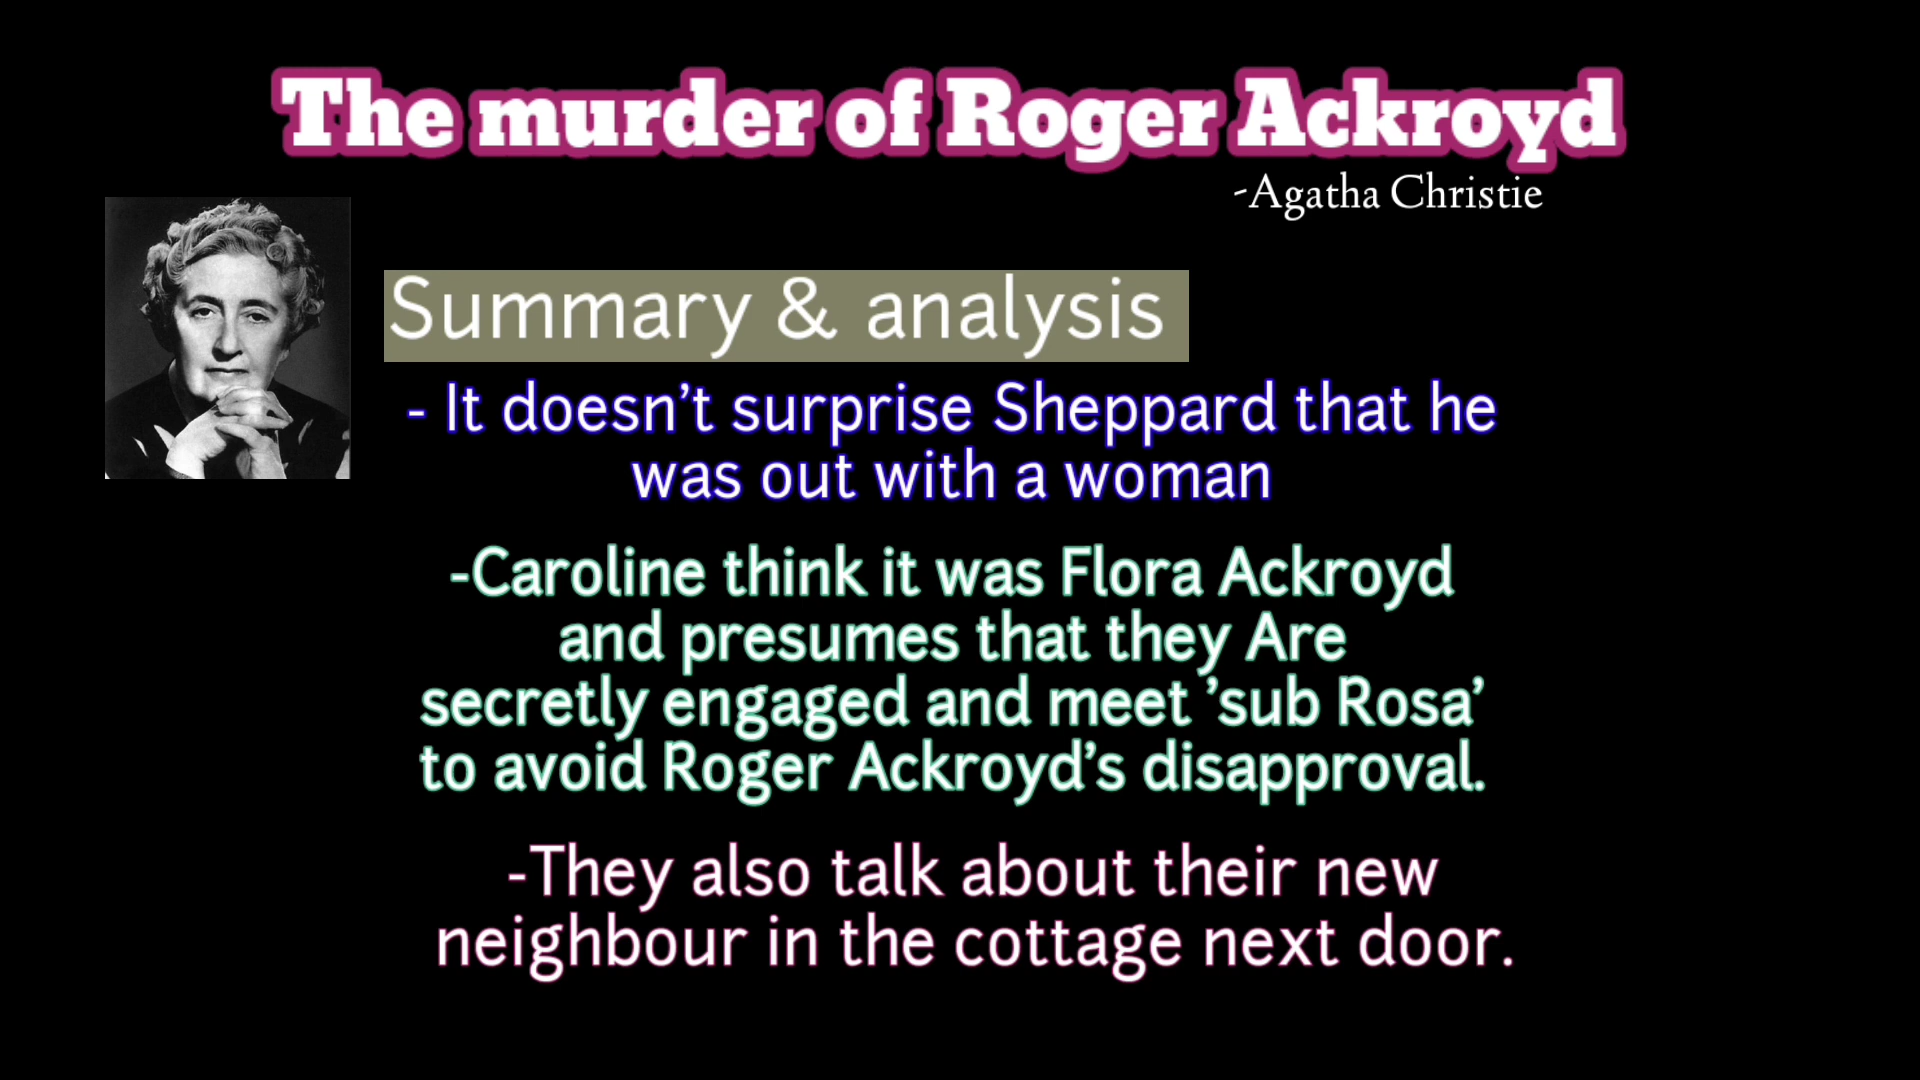 The murder of Roger Ackroyd
-Agatha Christie
Summary & analysis
- It doesn’t surprise Sheppard that he
was out with a woman
-Caroline think it was Flora Ackroyd
and presumes that they Are
secretly engaged and meet ’sub Rosa’
to avoid Roger Ackroyd’s disapproval.
-They also talk about their new
neighbour in the cottage next door.